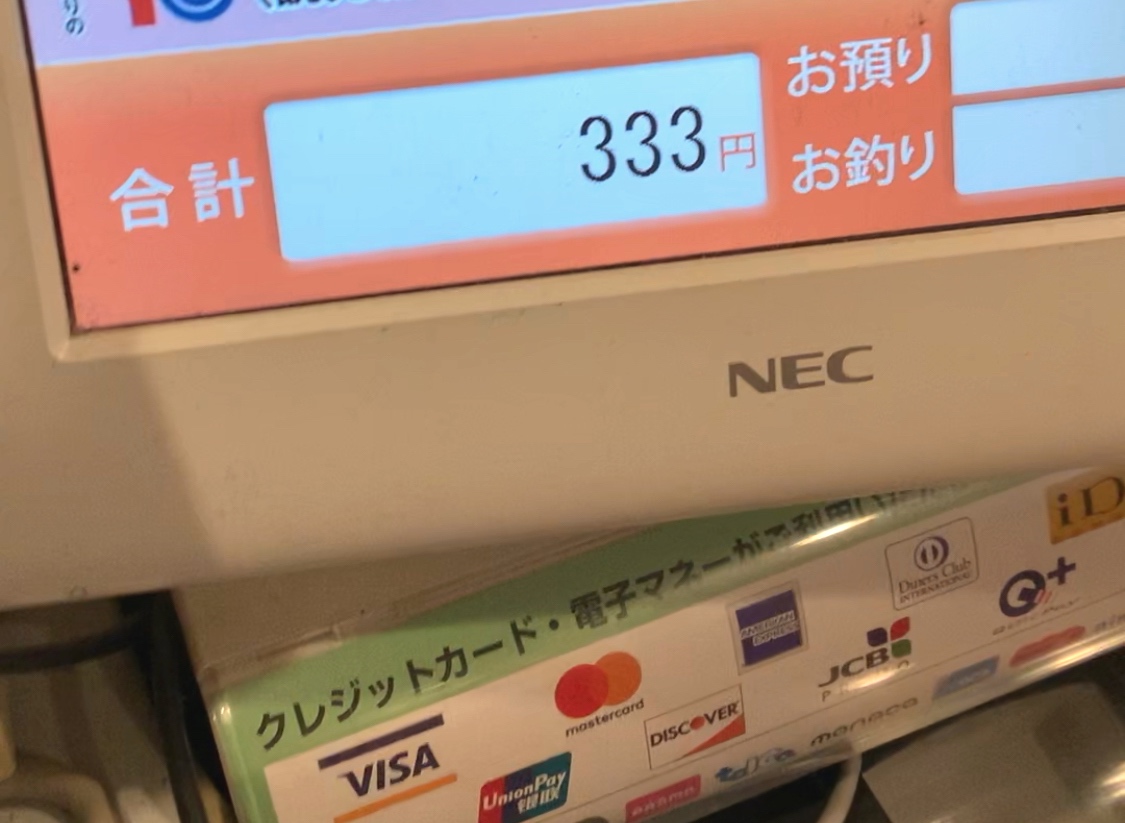 合計 333円
お預り
お釣り
NEC
クレジットカード・電子マネーがご利用い
iD
Diners Club
INTERNATIONAL
AMERICAN
EXPRESS
mastercard
JCB
DISCOVER
VISA
UnionPay
银联
monaca